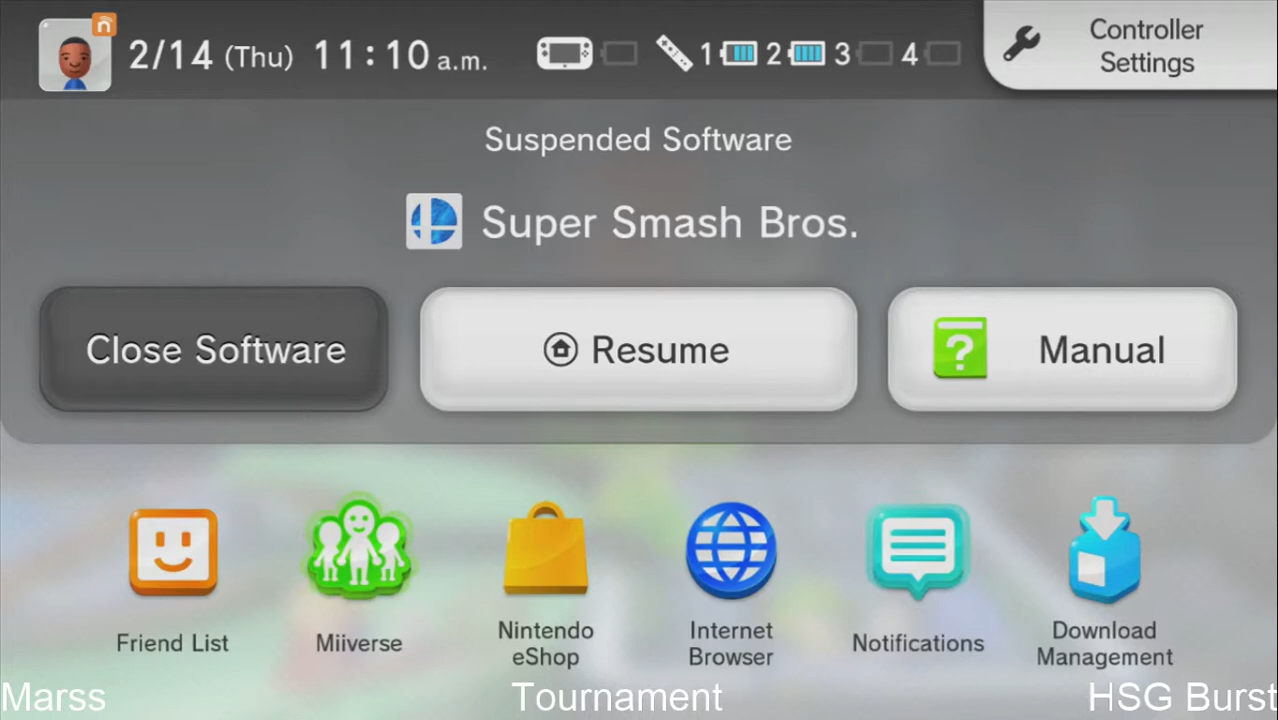 2/14 (Thu) 11:10 a.m. 1 2 3 4
Controller
Settings
Suspended Software
Super Smash Bros.
Close Software
Resume
? Manual
Friend List
Miiverse
Nintendo
eShop
Internet
Browser
Notifications
Download
Management
Marss
Tournament
HSG Burst